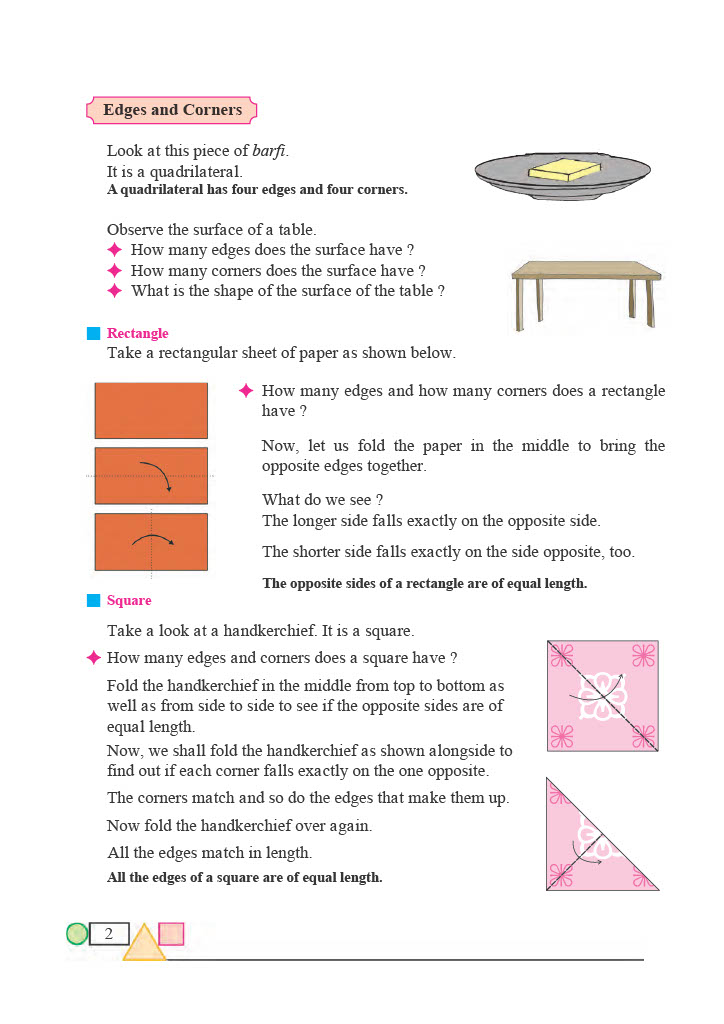 Edges and Corners
Look at this piece of barfi.
It is a quadrilateral.
A quadrilateral has four edges and four corners.
Observe the surface of a table.
How many edges does the surface have ?
How many corners does the surface have ?
What is the shape of the surface of the table ?
Rectangle
Take a rectangular sheet of paper as shown below.
How many edges and how many corners does a rectangle
have ?
Now, let us fold the paper in the middle to bring the
opposite edges together.
What do we see ?
The longer side falls exactly on the opposite side.
The shorter side falls exactly on the side opposite, too.
The opposite sides of a rectangle are of equal length.
Square
Take a look at a handkerchief. It is a square.
How many edges and corners does a square have ?
Fold the handkerchief in the middle from top to bottom as
well as from side to side to see if the opposite sides are of
equal length.
Now, we shall fold the handkerchief as shown alongside to
find out if each corner falls exactly on the one opposite.
The corners match and so do the edges that make them up.
Now fold the handkerchief over again.
All the edges match in length.
All the edges of a square are of equal length.
2